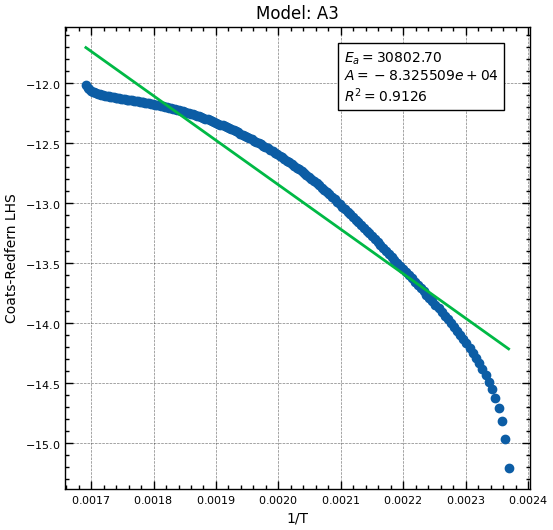 Model: A3
Eₐ = 30802.70
A = −8.325509e + 04
R² = 0.9126
Coats-Redfern LHS
−12.0
−12.5
−13.0
−13.5
−14.0
−14.5
−15.0
0.0017 0.0018 0.0019 0.0020 0.0021 0.0022 0.0023 0.0024
1/T